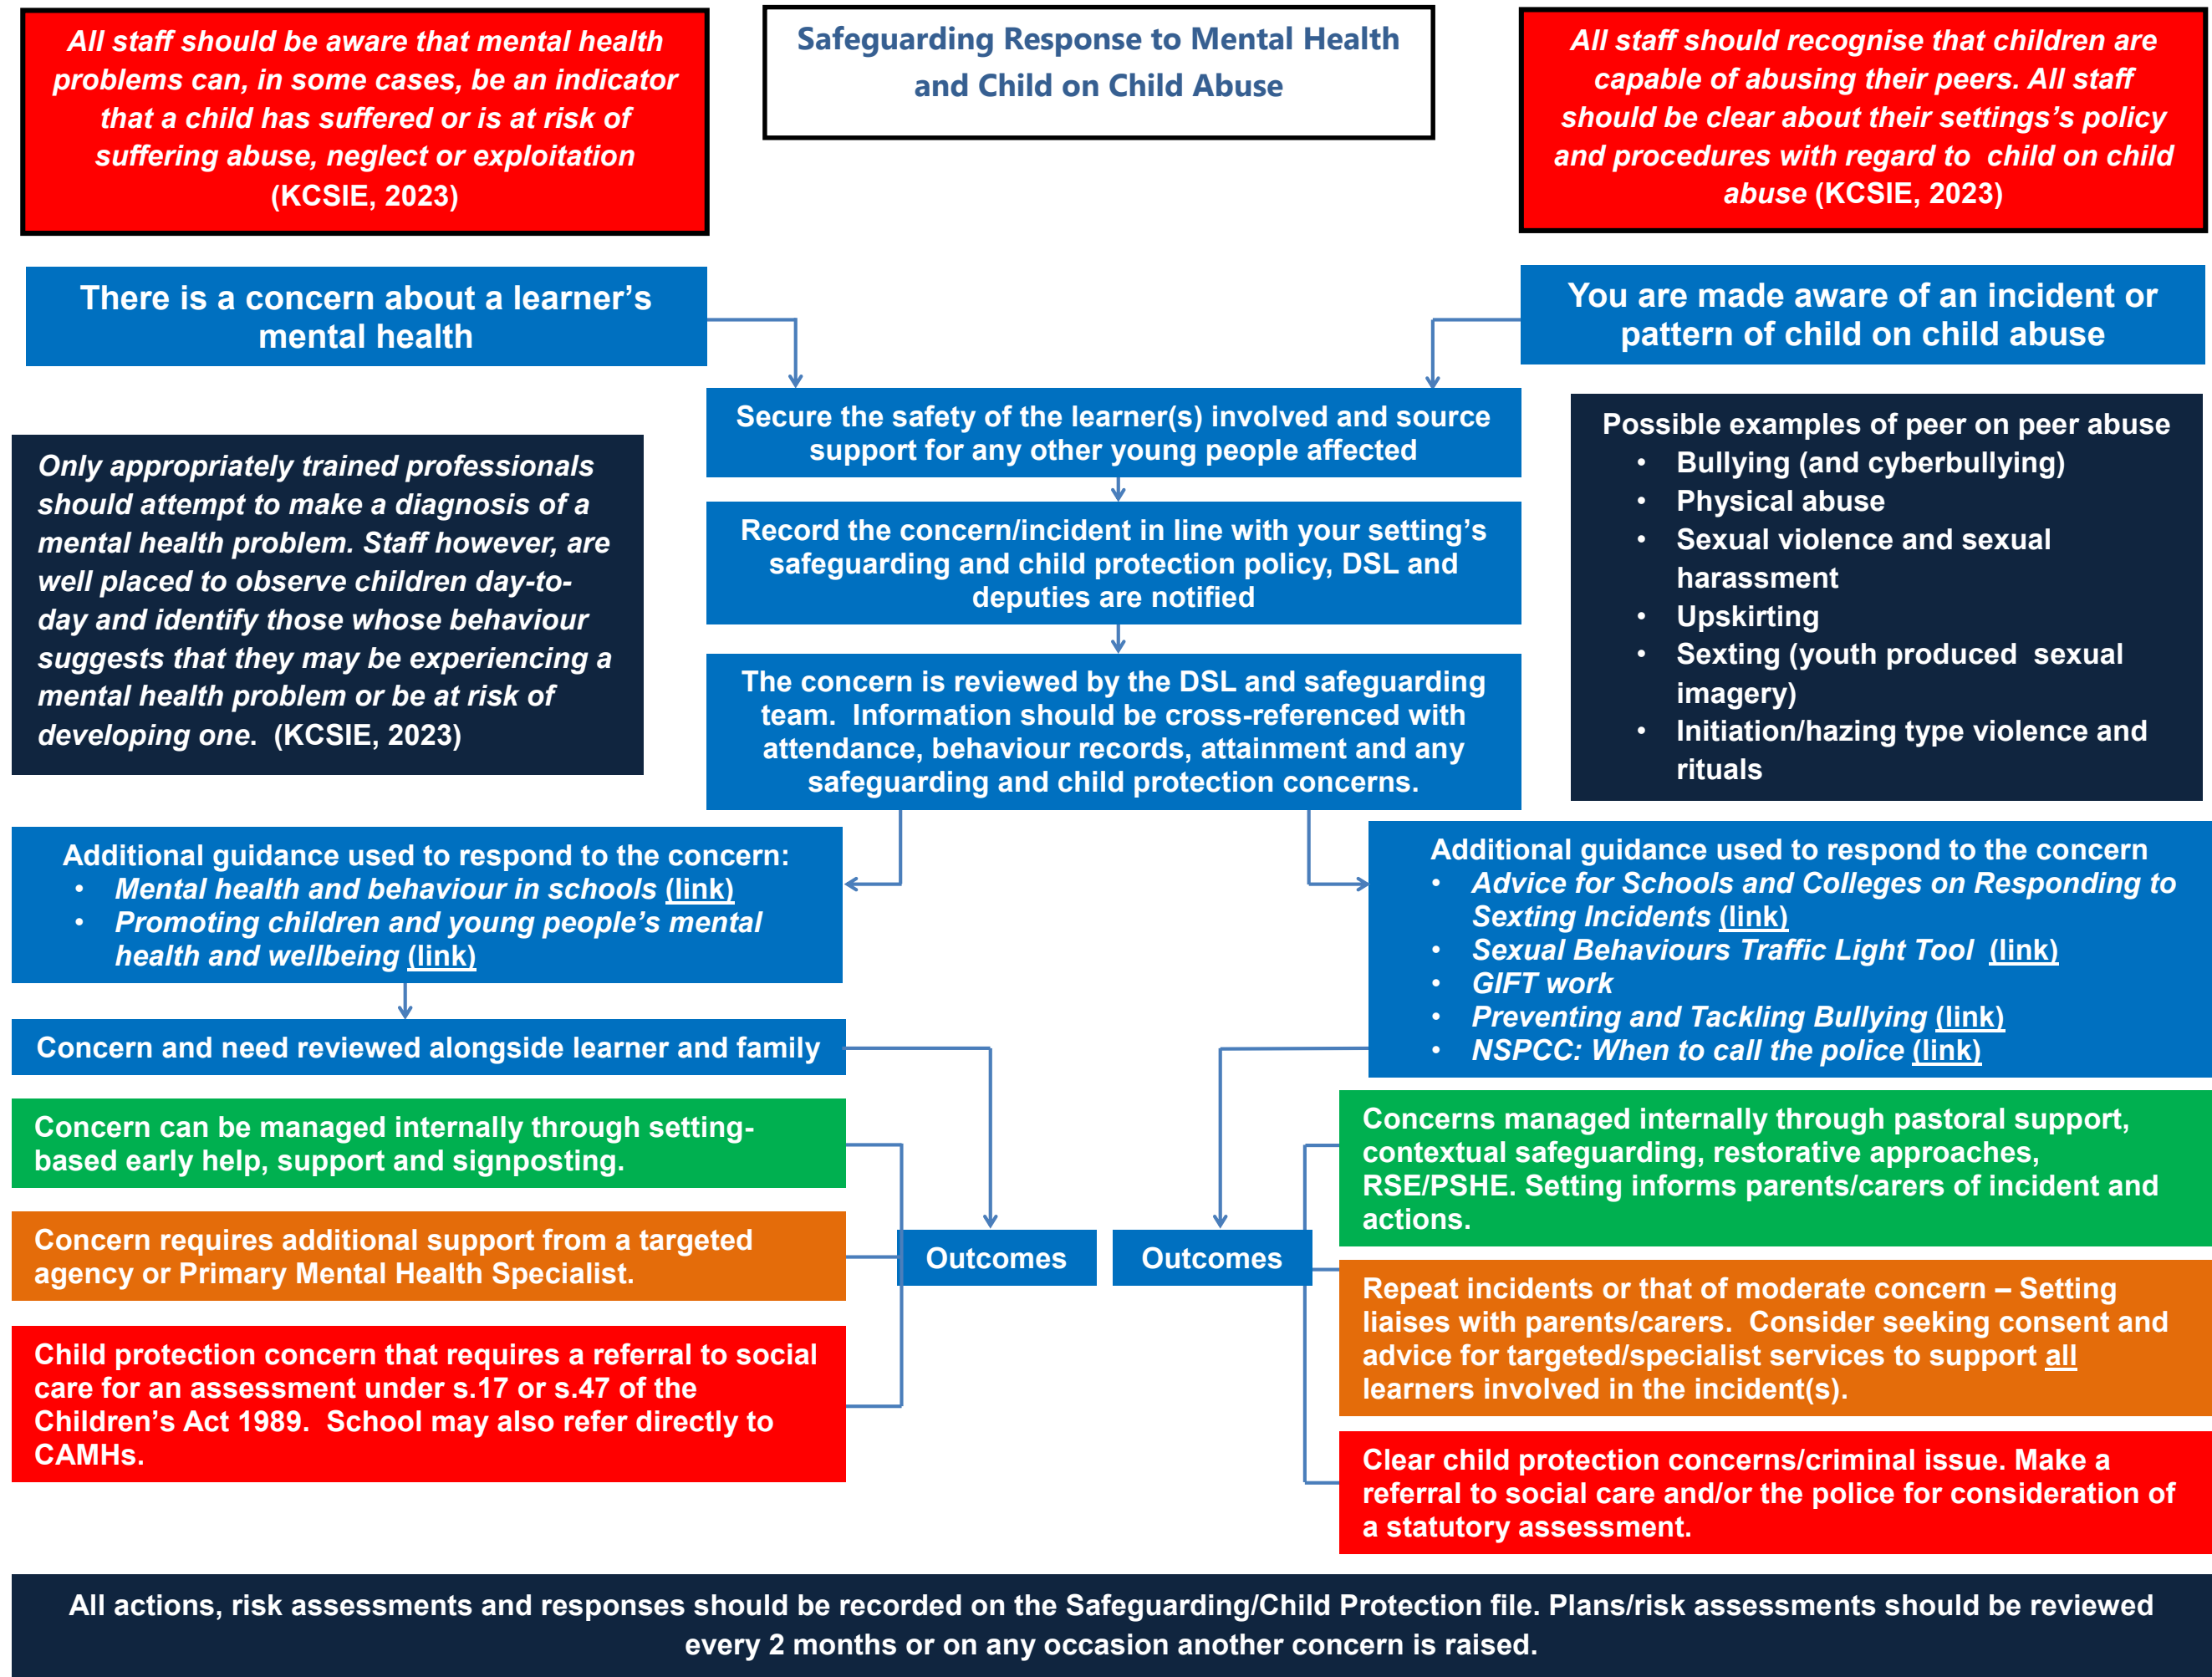 All staff should be aware that mental health
problems can, in some cases, be an indicator
that a child has suffered or is at risk of
suffering abuse, neglect or exploitation
(KCSIE, 2023)
Safeguarding Response to Mental Health
and Child on Child Abuse
All staff should recognise that children are
capable of abusing their peers. All staff
should be clear about their settings's policy
and procedures with regard to child on child
abuse (KCSIE, 2023)
There is a concern about a learner’s
mental health
You are made aware of an incident or
pattern of child on child abuse
Secure the safety of the learner(s) involved and source
support for any other young people affected
Only appropriately trained professionals
should attempt to make a diagnosis of a
mental health problem. Staff however, are
well placed to observe children day-to-
day and identify those whose behaviour
suggests that they may be experiencing a
mental health problem or be at risk of
developing one. (KCSIE, 2023)
Record the concern/incident in line with your setting’s
safeguarding and child protection policy, DSL and
deputies are notified
The concern is reviewed by the DSL and safeguarding
team. Information should be cross-referenced with
attendance, behaviour records, attainment and any
safeguarding and child protection concerns.
Possible examples of peer on peer abuse
• Bullying (and cyberbullying)
• Physical abuse
• Sexual violence and sexual
harassment
• Upskirting
• Sexting (youth produced sexual
imagery)
• Initiation/hazing type violence and
rituals
Additional guidance used to respond to the concern:
• Mental health and behaviour in schools (link)
• Promoting children and young people’s mental
health and wellbeing (link)
Additional guidance used to respond to the concern
• Advice for Schools and Colleges on Responding to
Sexting Incidents (link)
• Sexual Behaviours Traffic Light Tool (link)
• GIFT work
• Preventing and Tackling Bullying (link)
• NSPCC: When to call the police (link)
Concern and need reviewed alongside learner and family
Concern can be managed internally through setting-
based early help, support and signposting.
Concern requires additional support from a targeted
agency or Primary Mental Health Specialist.
Child protection concern that requires a referral to social
care for an assessment under s.17 or s.47 of the
Children’s Act 1989. School may also refer directly to
CAMHs.
Outcomes
Outcomes
Concerns managed internally through pastoral support,
contextual safeguarding, restorative approaches,
RSE/PSHE. Setting informs parents/carers of incident and
actions.
Repeat incidents or that of moderate concern – Setting
liaises with parents/carers. Consider seeking consent and
advice for targeted/specialist services to support all
learners involved in the incident(s).
Clear child protection concerns/criminal issue. Make a
referral to social care and/or the police for consideration of
a statutory assessment.
All actions, risk assessments and responses should be recorded on the Safeguarding/Child Protection file. Plans/risk assessments should be reviewed
every 2 months or on any occasion another concern is raised.